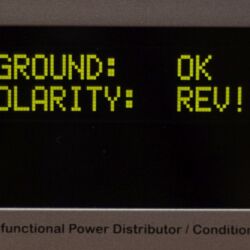 GROUND: OK
OLARITY: REV!
functional Power Distributor / Condition